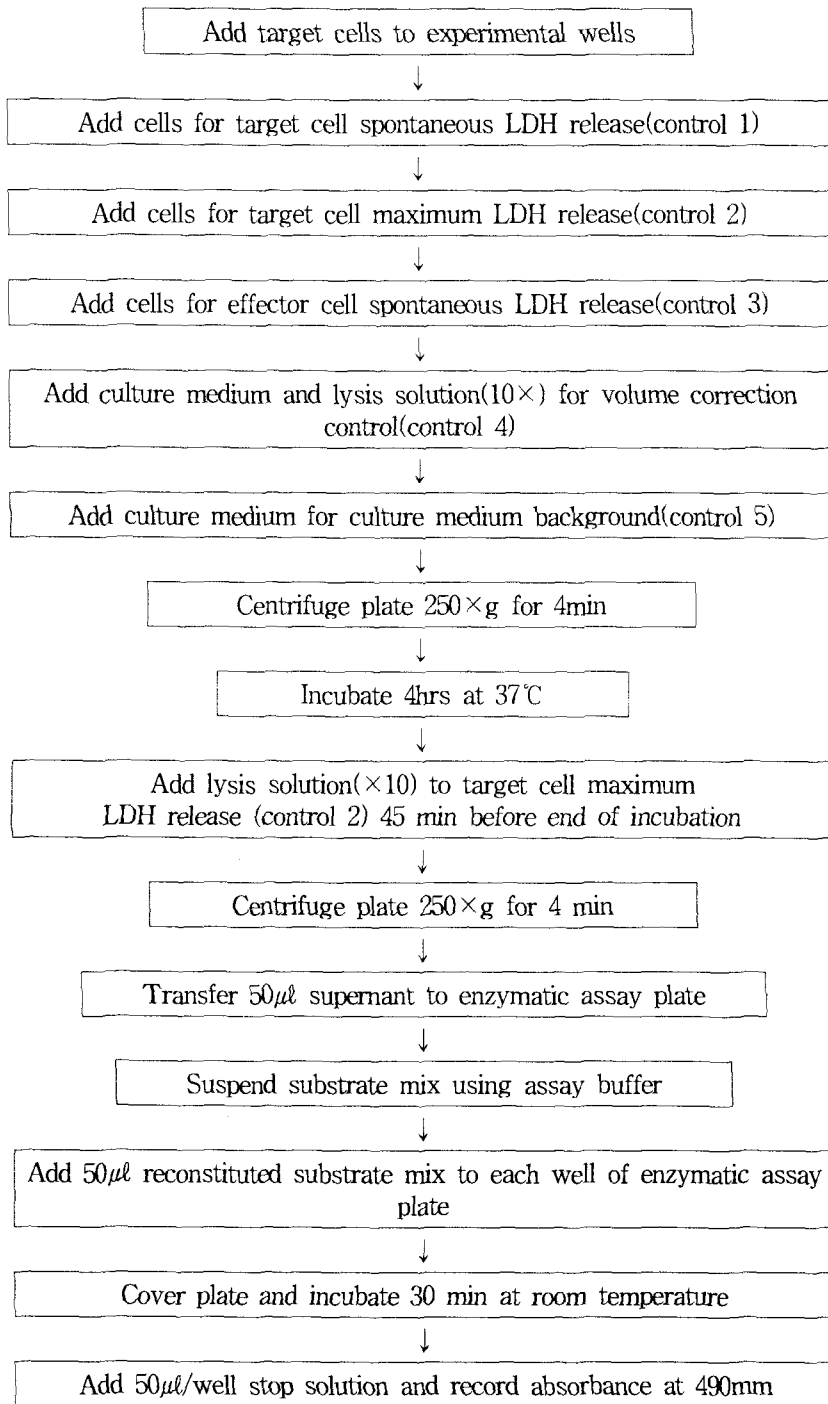 Add target cells to experimental wells
↓
Add cells for target cell spontaneous LDH release(control 1)
↓
Add cells for target cell maximum LDH release(control 2)
↓
Add cells for effector cell spontaneous LDH release(control 3)
↓
Add culture medium and lysis solution(10×) for volume correction
control(control 4)
↓
Add culture medium for culture medium background(control 5)
↓
Centrifuge plate 250×g for 4min
↓
Incubate 4hrs at 37℃
↓
Add lysis solution(×10) to target cell maximum
LDH release (control 2) 45 min before end of incubation
↓
Centrifuge plate 250×g for 4 min
↓
Transfer 50㎕ supernant to enzymatic assay plate
↓
Suspend substrate mix using assay buffer
↓
Add 50㎕ reconstituted substrate mix to each well of enzymatic assay
plate
↓
Cover plate and incubate 30 min at room temperature
↓
Add 50㎕/well stop solution and record absorbance at 490mm